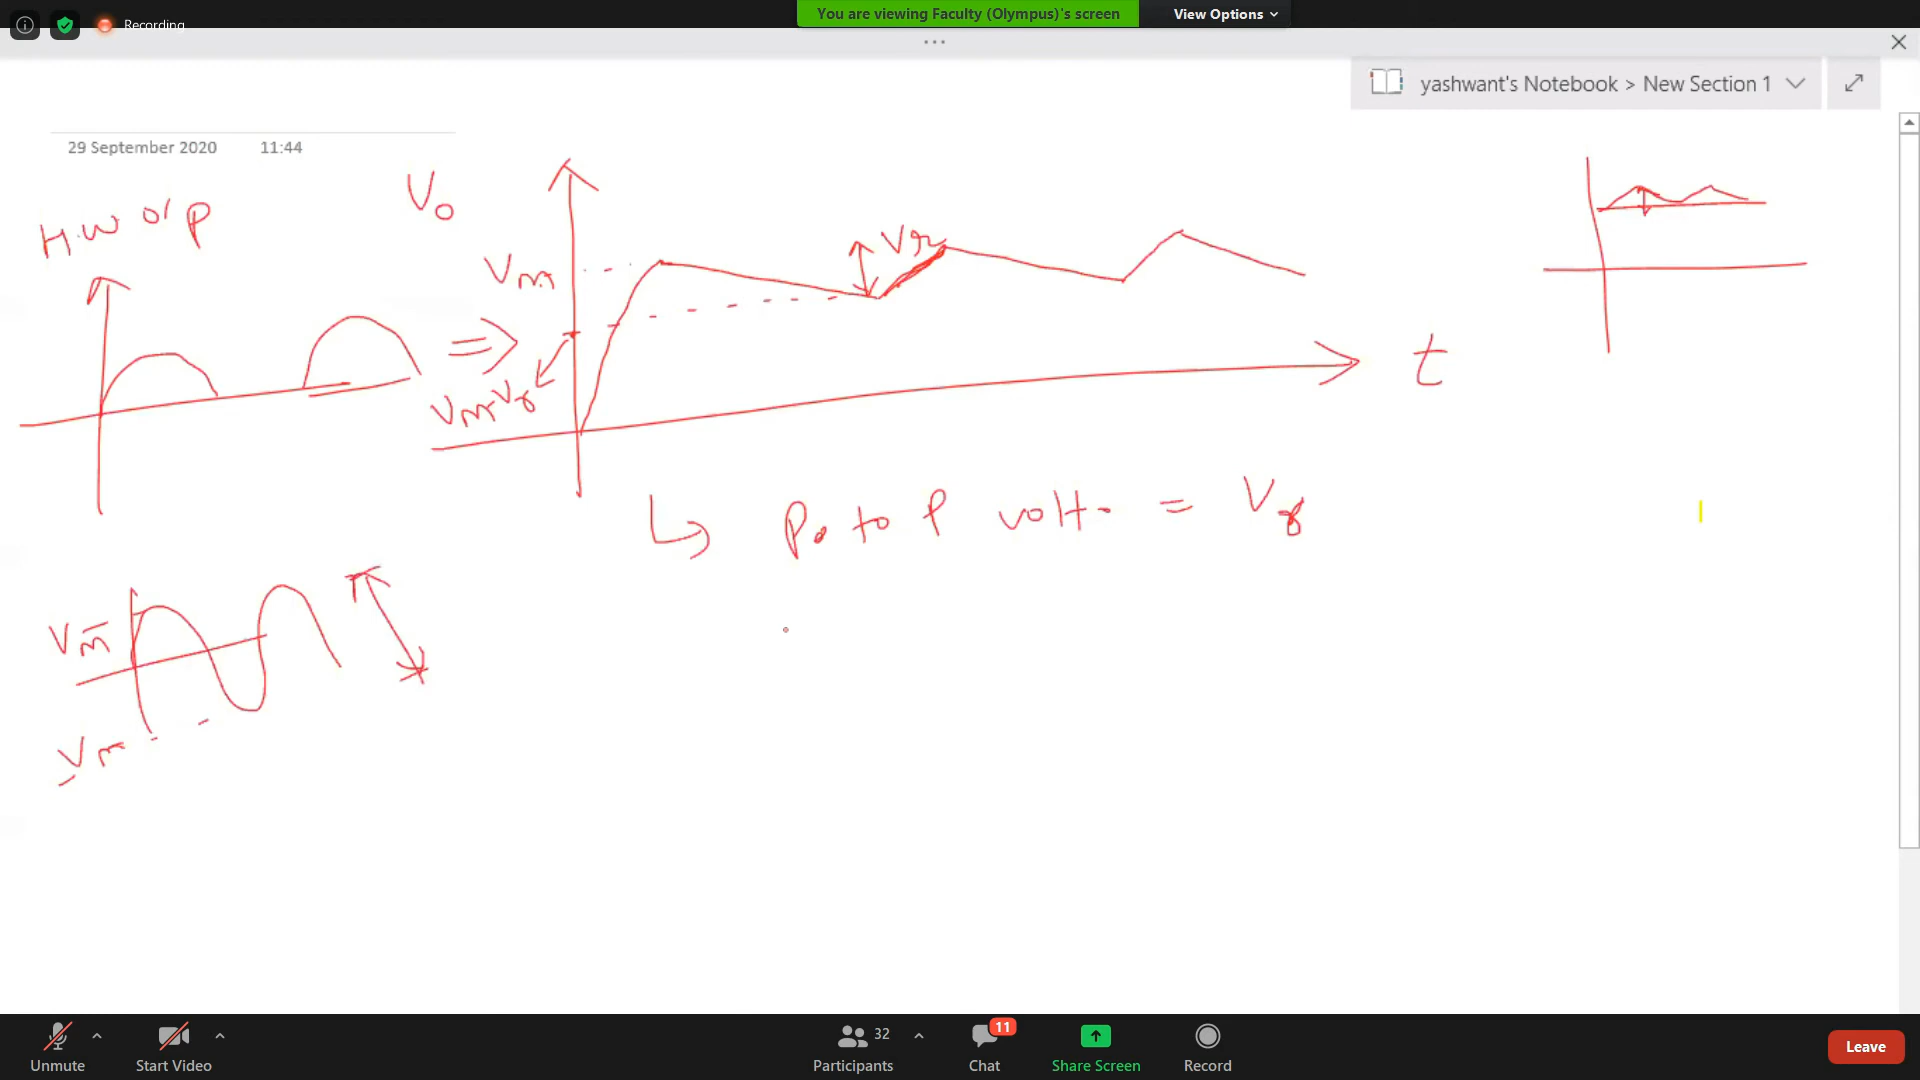 Recording
You are viewing Faculty (Olympus)'s screen
View Options
yashwant's Notebook > New Section 1
29 September 2020 11:44
H.W o/p
Vo
Vm
Vr
Vm-Vr
t
P. to P volt. = Vr
Vm
-Vm
Unmute
Start Video
Participants
32
Chat
11
Share Screen
Record
Leave